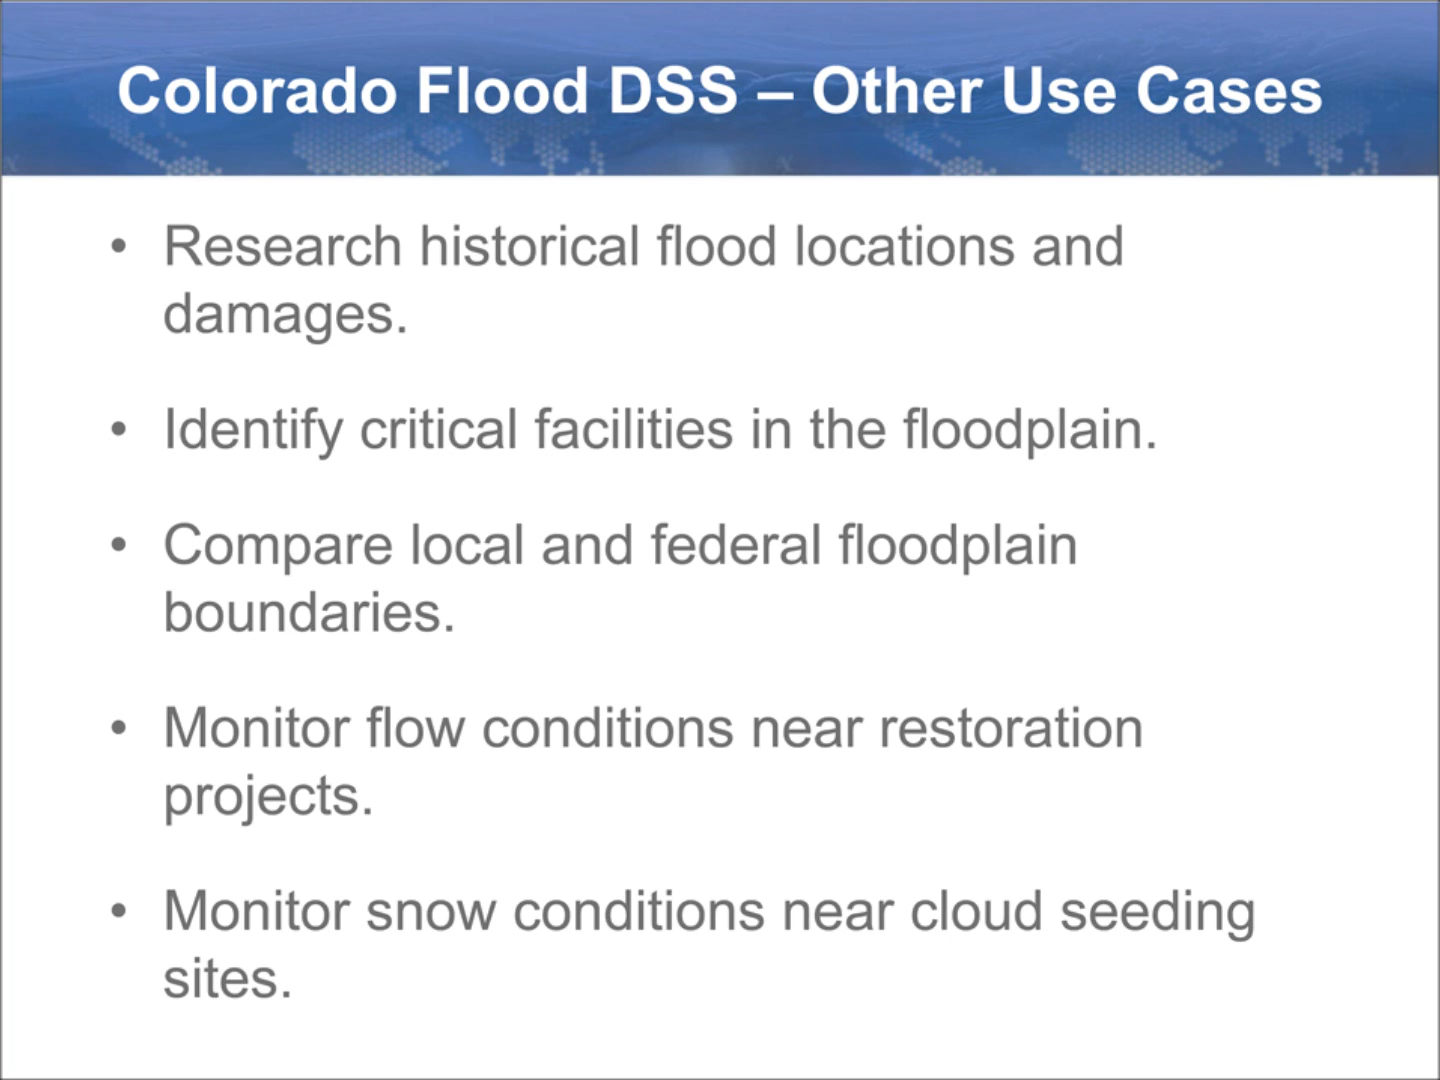 Colorado Flood DSS – Other Use Cases
• Research historical flood locations and
damages.
• Identify critical facilities in the floodplain.
• Compare local and federal floodplain
boundaries.
• Monitor flow conditions near restoration
projects.
• Monitor snow conditions near cloud seeding
sites.